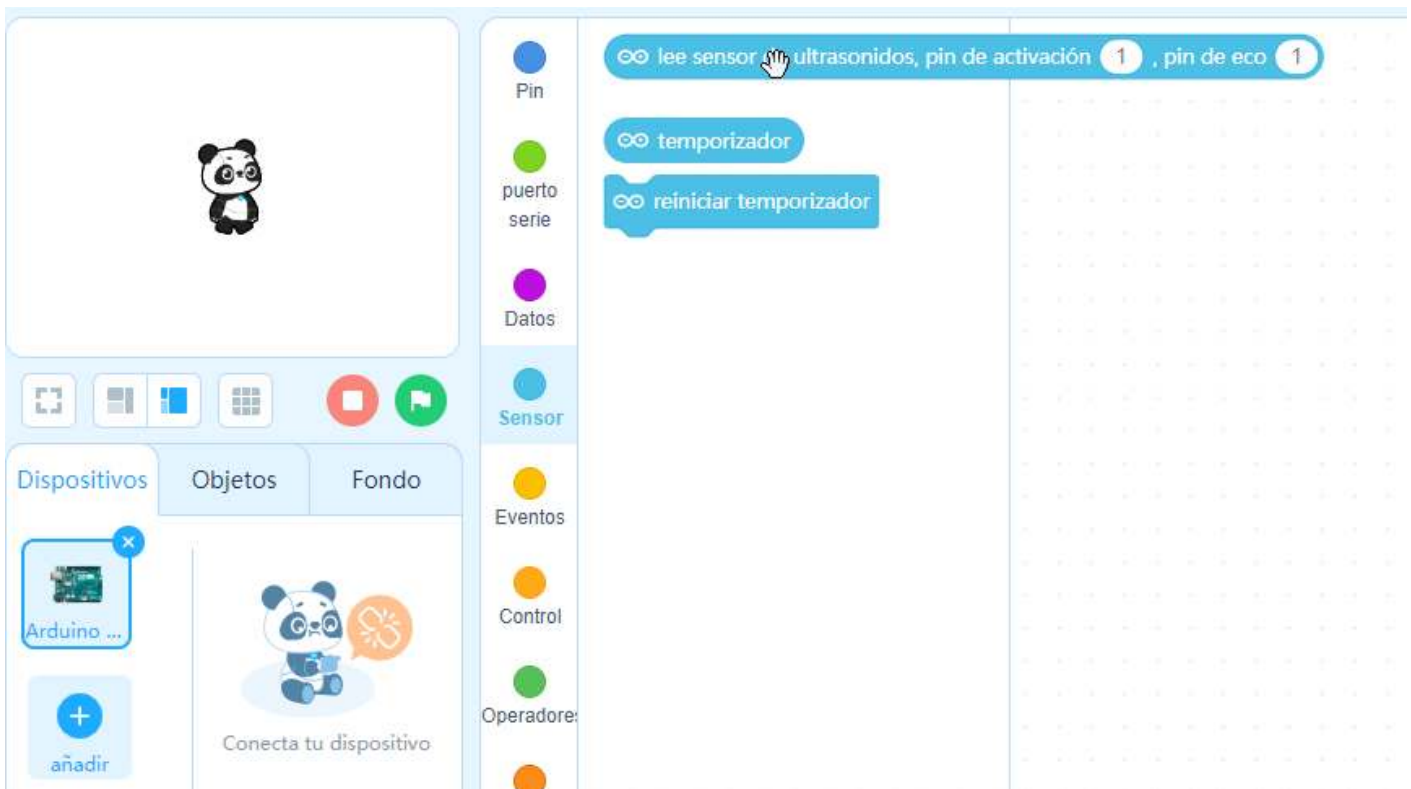 Pin
puerto
serie
Datos
Sensor
Eventos
Control
Operadores
lee sensor ultrasonidos, pin de activación 1 , pin de eco 1
temporizador
reiniciar temporizador
Dispositivos Objetos Fondo
Arduino ...
añadir
Conecta tu dispositivo